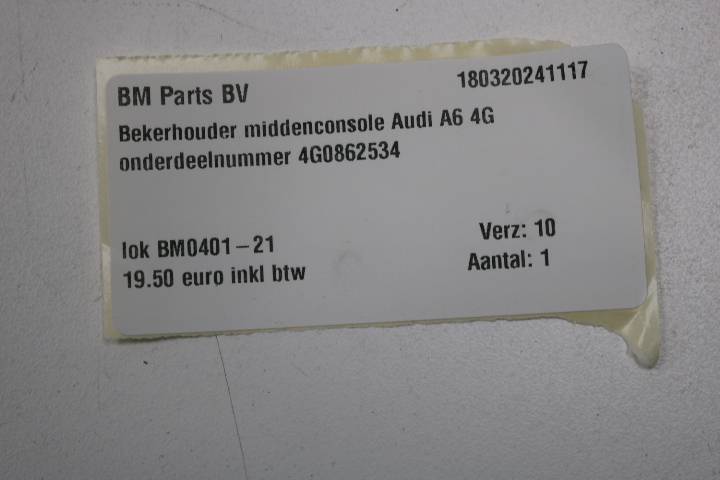 BM Parts BV 180320241117
Bekerhouder middenconsole Audi A6 4G
onderdeelnummer 4G0862534
lok BM0401-21 Verz: 10
19.50 euro inkl btw Aantal: 1